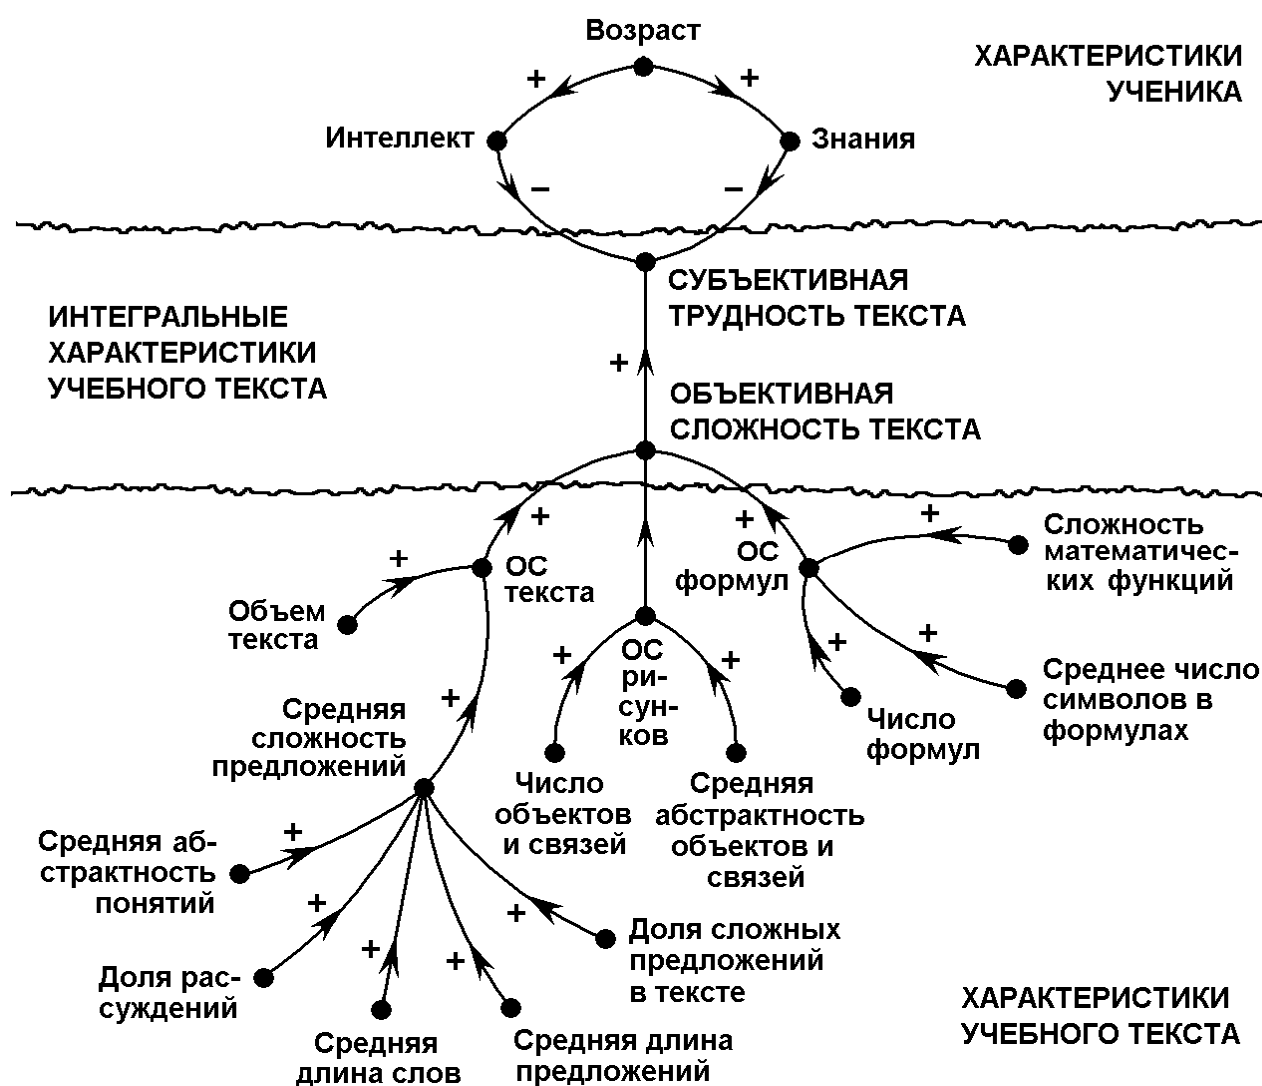 Возраст
ХАРАКТЕРИСТИКИ
УЧЕНИКА
+
+
Интеллект
Знания
–
–
СУБЪЕКТИВНАЯ
ТРУДНОСТЬ ТЕКСТА
ИНТЕГРАЛЬНЫЕ
ХАРАКТЕРИСТИКИ
УЧЕБНОГО ТЕКСТА
+
ОБЪЕКТИВНАЯ
СЛОЖНОСТЬ ТЕКСТА
+
+
+
Сложность
математичес-
ких функций
+
ОС
текста
ОС
формул
Объем
текста
+
+
+
ОС
ри-
сун-
ков
+
Среднее число
символов в
формулах
+
Средняя
сложность
предложений
Число
формул
Число
объектов
и связей
Средняя
абстрактность
объектов и
связей
+
Средняя аб-
страктность
понятий
+
+
Доля сложных
предложений
в тексте
+
+
Доля рас-
суждений
Средняя
длина слов
Средняя длина
предложений
ХАРАКТЕРИСТИКИ
УЧЕБНОГО ТЕКСТА